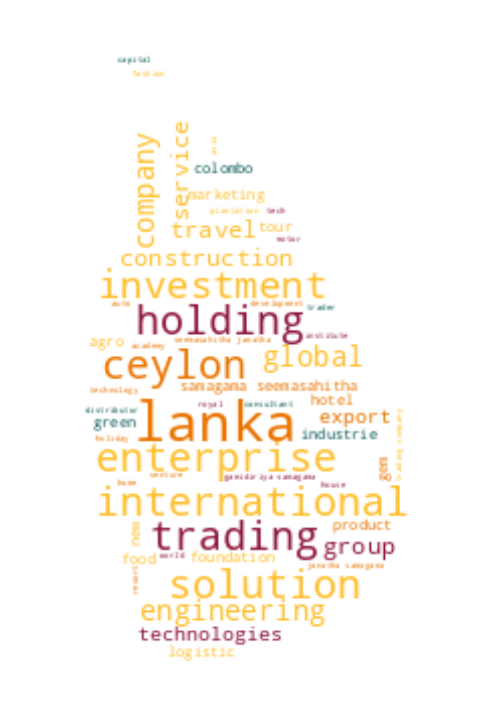 capital
fashion
company
service
asia
colombo
marketing
plantation tech
travel tour
motor
construction
investment
auto development trader
holding institute
agro academy seemasahitha janatha
ceylon global
technology samagama seemasahitha
royal consultant hotel
distributor
green lanka export
industrie
holiday
enterprise
venture gamidiriya samagama
home house
gem
trading company
international
new trading product
group
food world foundation
janatha samagama
resort
solution
engineering
technologies
logistic